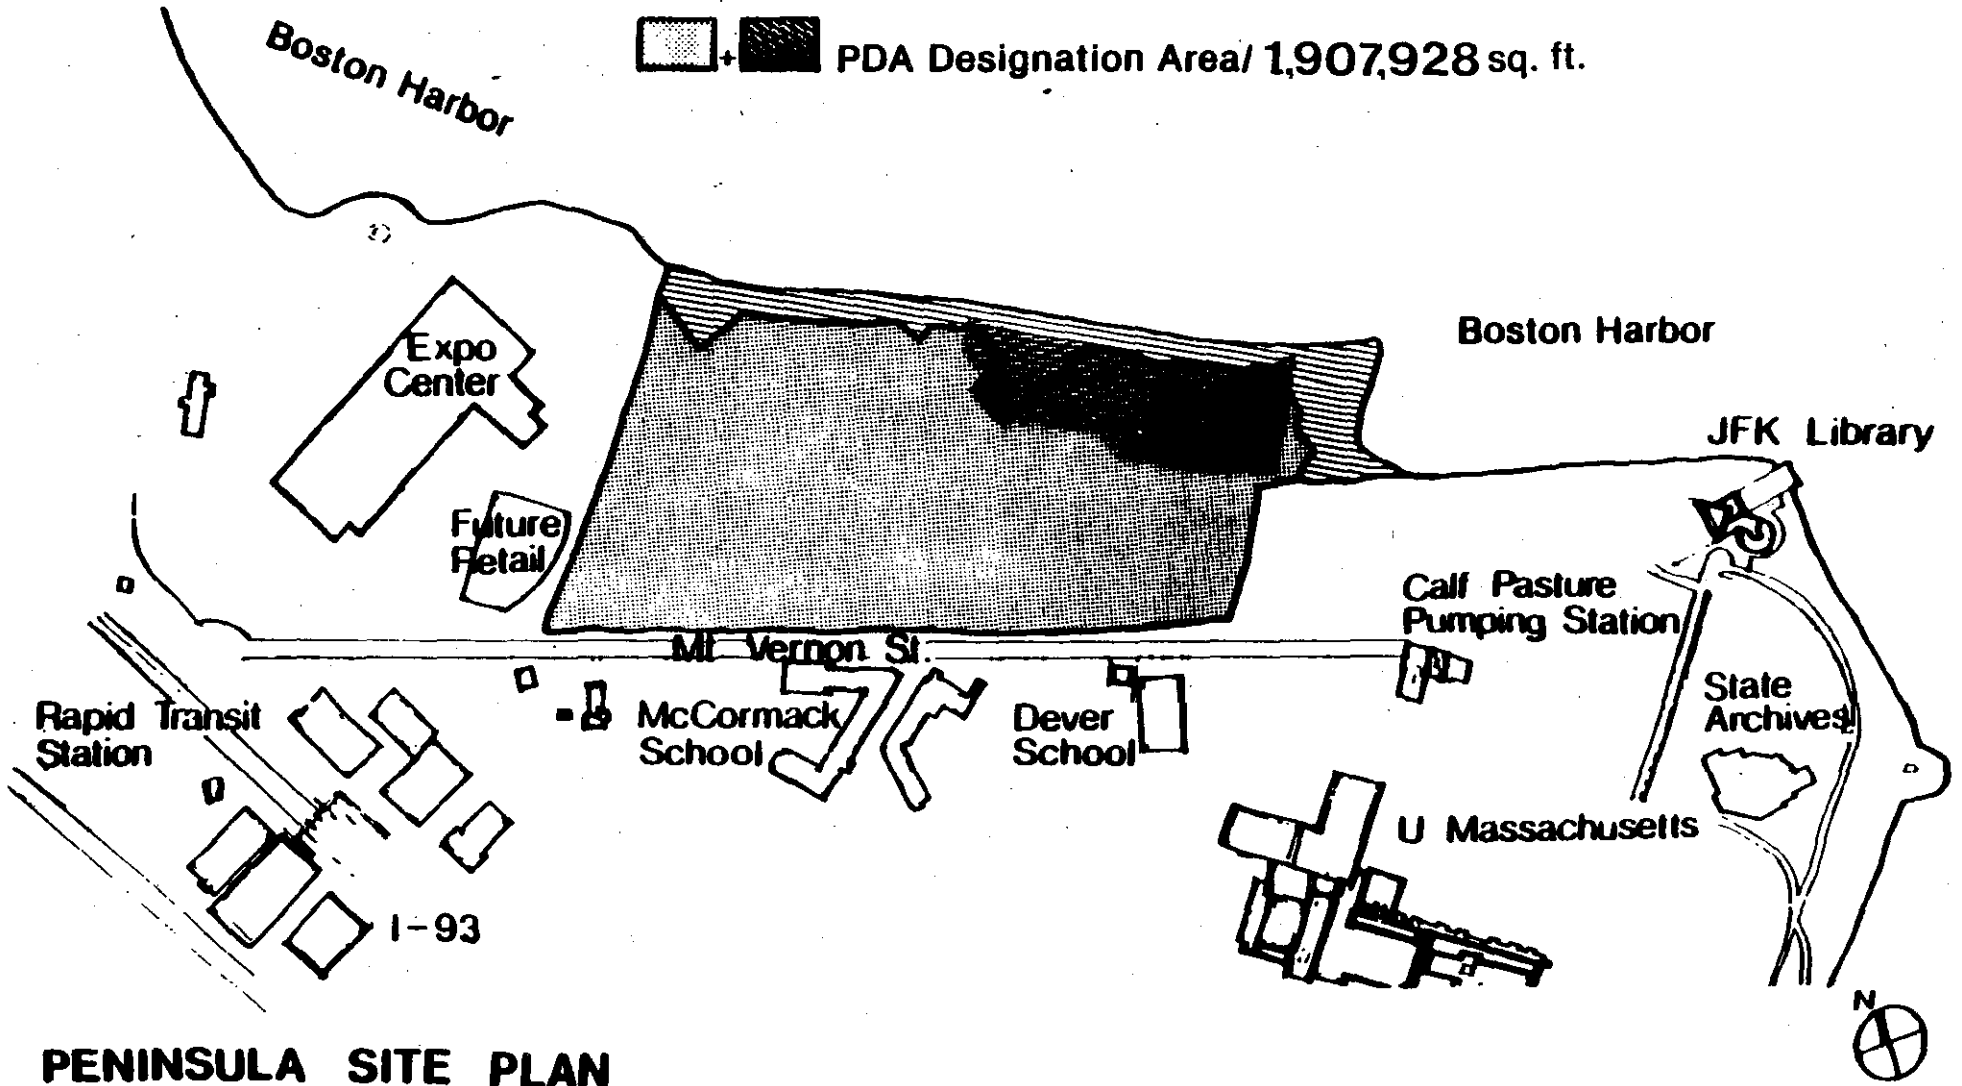 Boston Harbor
+ PDA Designation Area/ 1,907,928 sq. ft.
Boston Harbor
Expo
Center
JFK Library
Future
Retail
Calf Pasture
Pumping Station
Mt Vernon St.
State
Archives
Rapid Transit
Station
McCormack
School
Dever
School
U Massachusetts
I-93
N
PENINSULA SITE PLAN